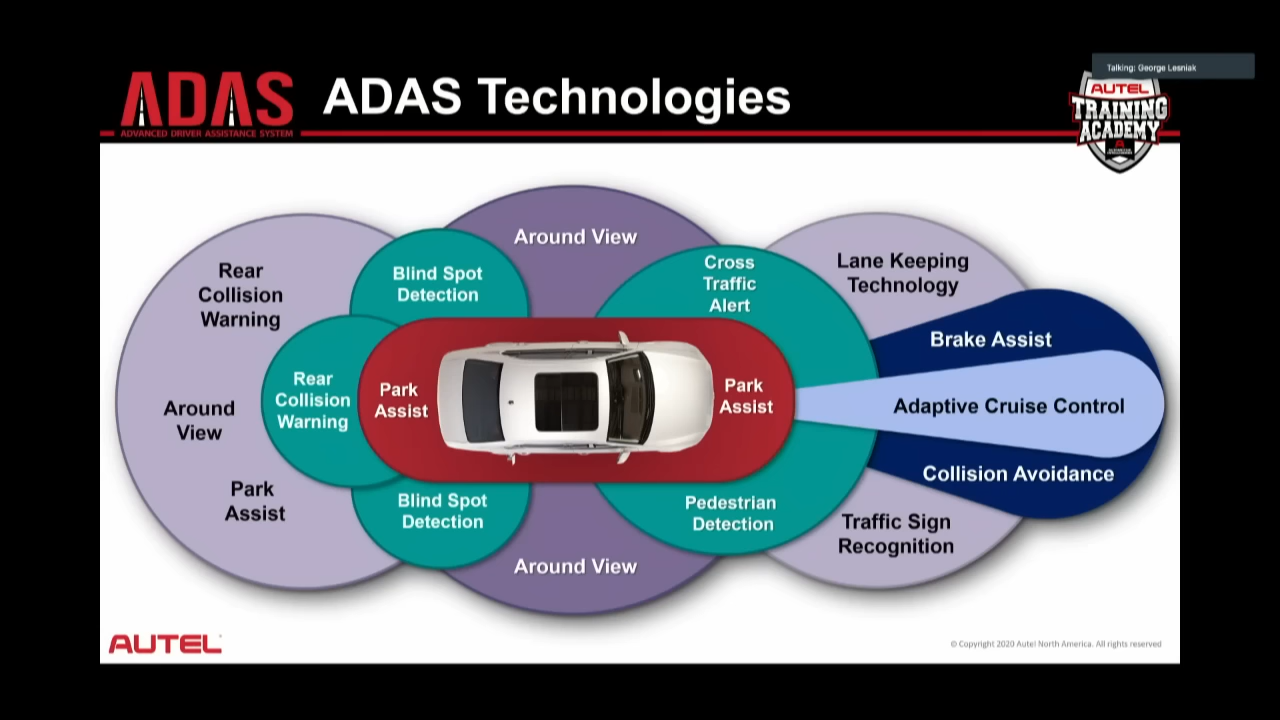 Talking: George Lesniak
ADAS
ADVANCED DRIVER ASSISTANCE SYSTEM
ADAS Technologies
AUTEL
TRAINING
ACADEMY
Around View
Rear
Collision
Warning
Blind Spot
Detection
Cross
Traffic
Alert
Lane Keeping
Technology
Brake Assist
Rear
Collision
Warning
Park
Assist
Park
Assist
Adaptive Cruise Control
Around
View
Collision Avoidance
Park
Assist
Blind Spot
Detection
Pedestrian
Detection
Traffic Sign
Recognition
Around View
AUTEL
© Copyright 2020 Autel North America. All rights reserved